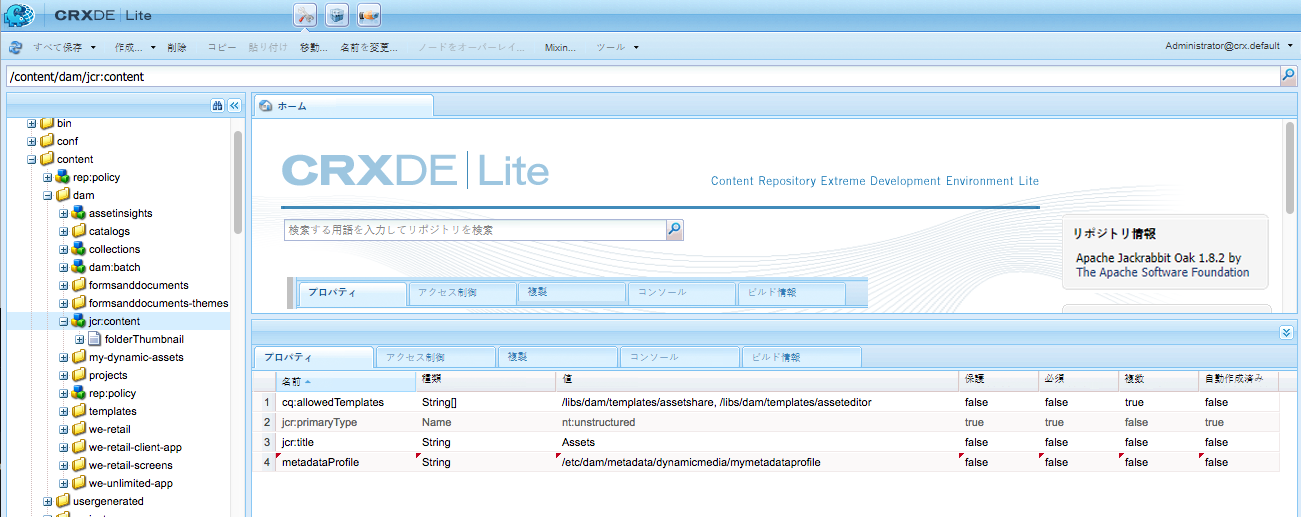 CRXDE | Lite
すべて保存 作成... 削除 コピー 貼り付け 移動... 名前を変更... ノードをオーバーレイ... Mixin... ツール Administrator@crx.default
/content/dam/jcr:content
bin
conf
content
rep:policy
dam
assetinsights
catalogs
collections
dam:batch
formsanddocuments
formsanddocuments-themes
jcr:content
folderThumbnail
my-dynamic-assets
projects
rep:policy
templates
we-retail
we-retail-client-app
we-retail-screens
we-unlimited-app
usergenerated
ホーム
CRXDE | Lite
Content Repository Extreme Development Environment Lite
検索する用語を入力してリポジトリを検索
リポジトリ情報
Apache Jackrabbit Oak 1.8.2 by
The Apache Software Foundation
プロパティ アクセス制御 複製 コンソール ビルド情報
プロパティ アクセス制御 複製 コンソール ビルド情報
名前 種類 値 保護 必須 複数 自動作成済み
1 cq:allowedTemplates String[] /libs/dam/templates/assetshare, /libs/dam/templates/asseteditor false false true false
2 jcr:primaryType Name nt:unstructured true true false true
3 jcr:title String Assets false false false false
4 metadataProfile String /etc/dam/metadata/dynamicmedia/mymetadataprofile false false false false